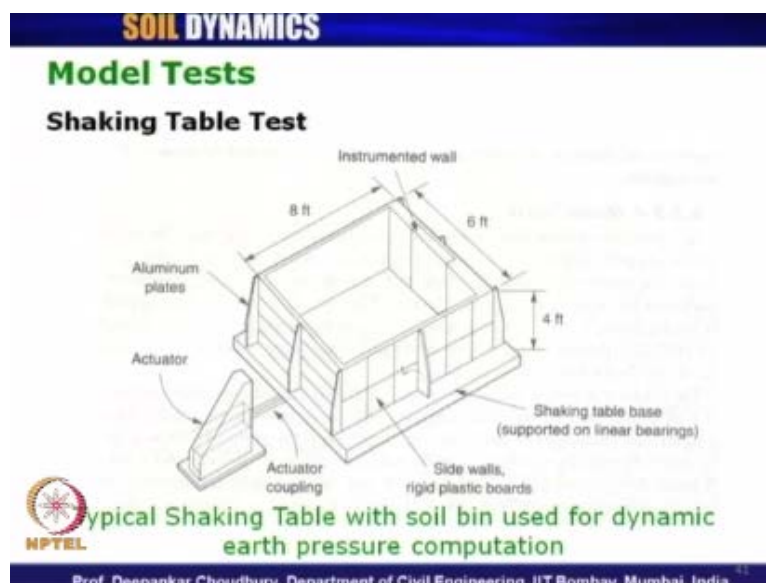 SOIL DYNAMICS
Model Tests
Shaking Table Test
Instrumented wall
8 ft
6 ft
Aluminum
plates
4 ft
Actuator
Shaking table base
(supported on linear bearings)
Actuator
coupling
Side walls,
rigid plastic boards
NPTEL
ypical Shaking Table with soil bin used for dynamic
earth pressure computation
41
Prof. Deepankar Choudhury, Department of Civil Engineering, IIT Bombay, Mumbai, India